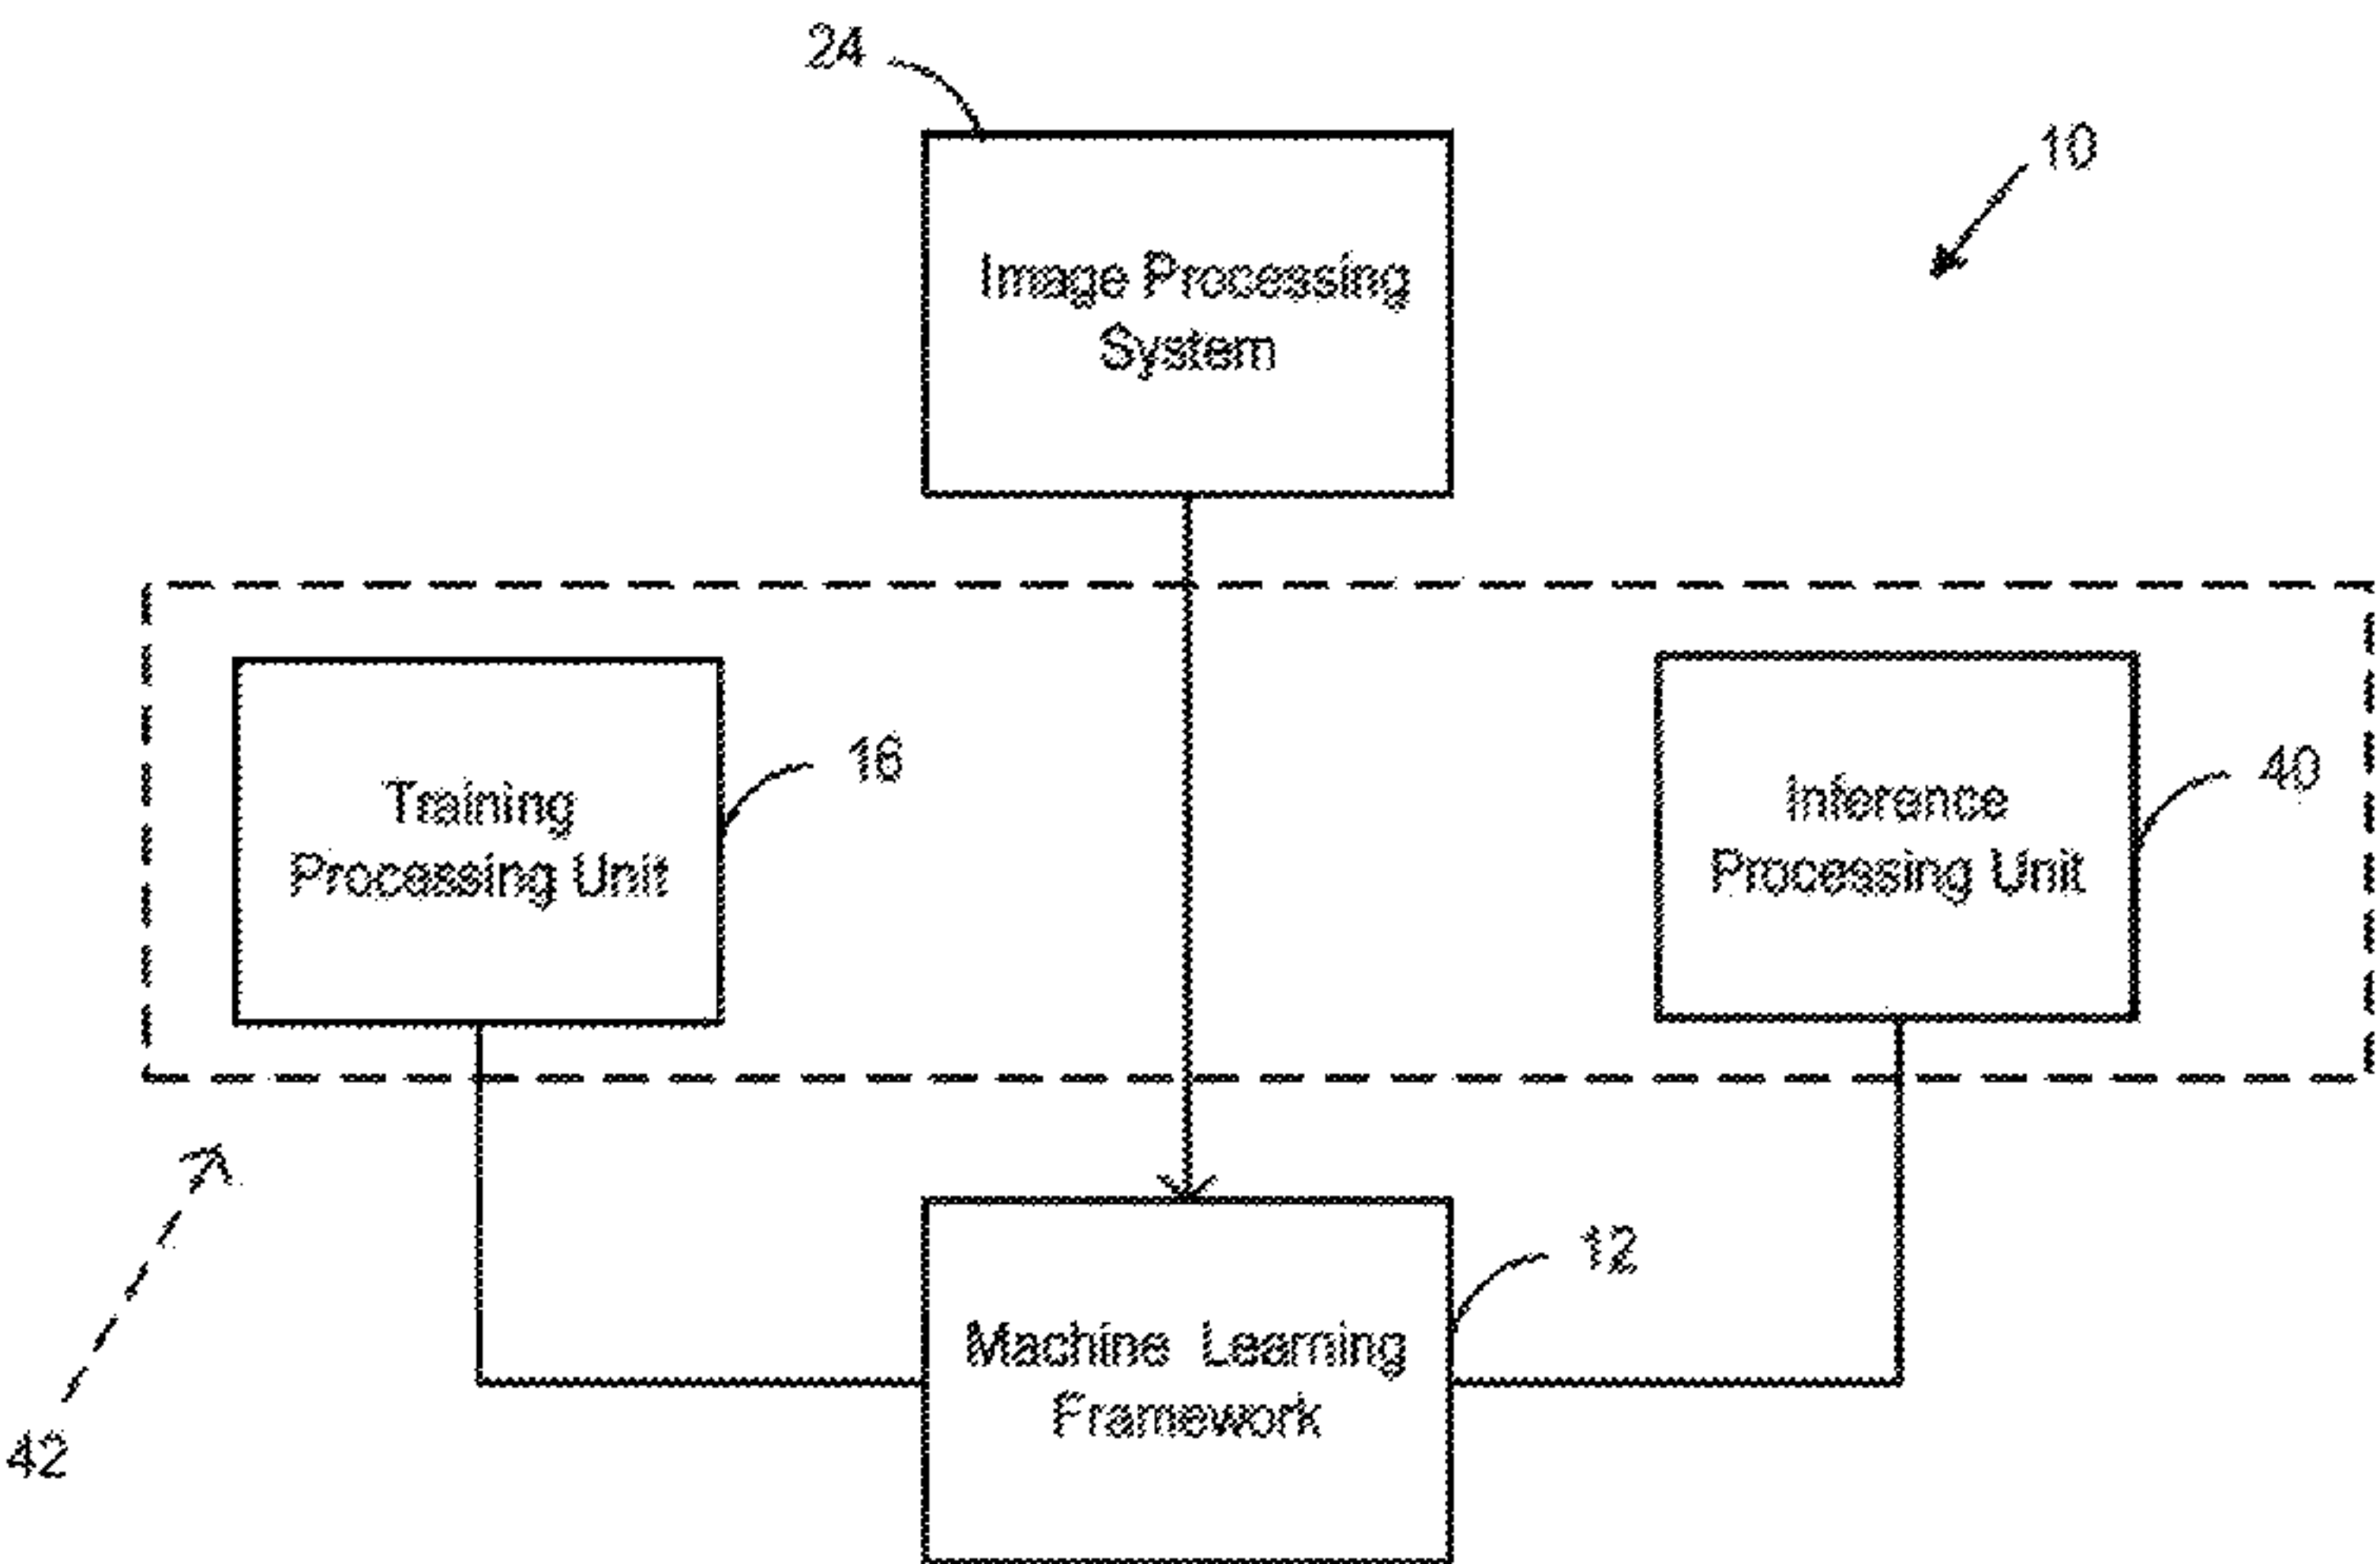 24
10
Image Processing
System
Training
Processing Unit
16
Inference
Processing Unit
40
12
Machine Learning
Framework
42